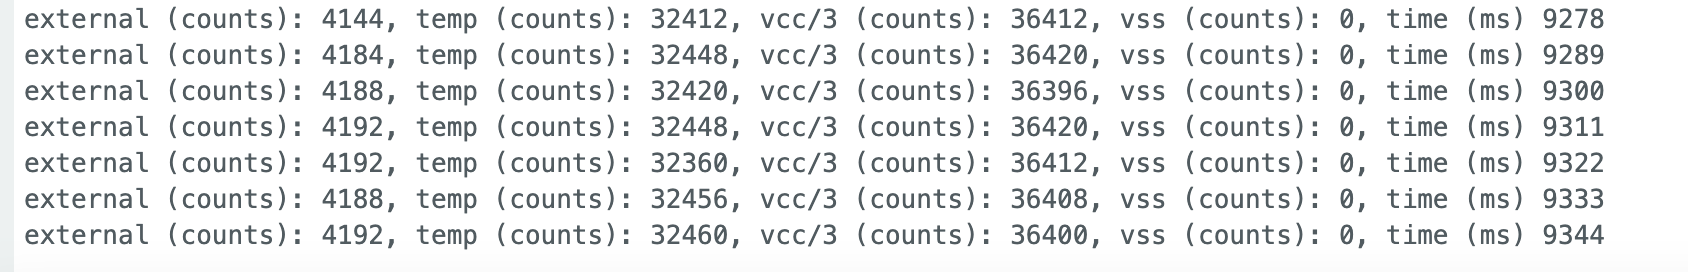 external (counts): 4144, temp (counts): 32412, vcc/3 (counts): 36412, vss (counts): 0, time (ms) 9278
external (counts): 4184, temp (counts): 32448, vcc/3 (counts): 36420, vss (counts): 0, time (ms) 9289
external (counts): 4188, temp (counts): 32420, vcc/3 (counts): 36396, vss (counts): 0, time (ms) 9300
external (counts): 4192, temp (counts): 32448, vcc/3 (counts): 36420, vss (counts): 0, time (ms) 9311
external (counts): 4192, temp (counts): 32360, vcc/3 (counts): 36412, vss (counts): 0, time (ms) 9322
external (counts): 4188, temp (counts): 32456, vcc/3 (counts): 36408, vss (counts): 0, time (ms) 9333
external (counts): 4192, temp (counts): 32460, vcc/3 (counts): 36400, vss (counts): 0, time (ms) 9344